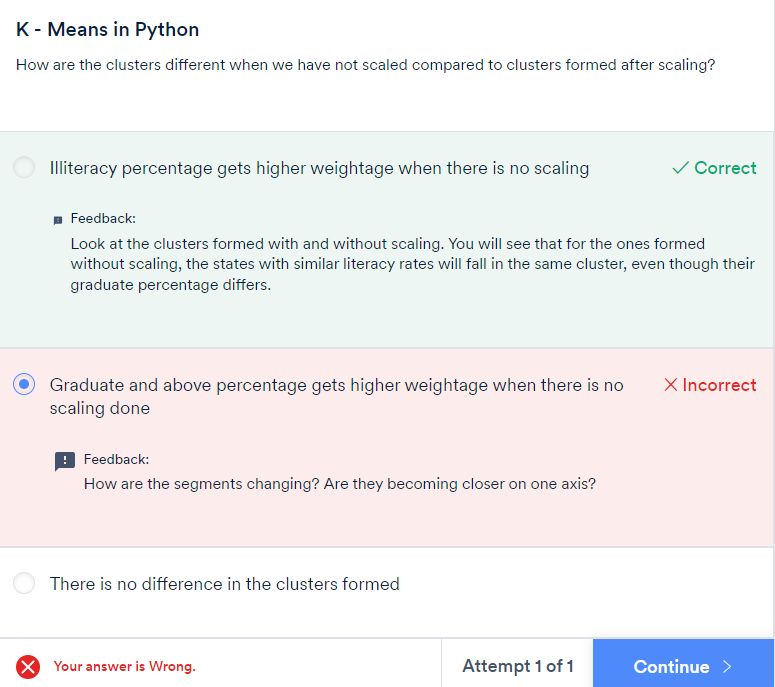 K - Means in Python
How are the clusters different when we have not scaled compared to clusters formed after scaling?
Illiteracy percentage gets higher weightage when there is no scaling
Correct
Feedback:
Look at the clusters formed with and without scaling. You will see that for the ones formed
without scaling, the states with similar literacy rates will fall in the same cluster, even though their
graduate percentage differs.
Graduate and above percentage gets higher weightage when there is no
scaling done
Incorrect
Feedback:
How are the segments changing? Are they becoming closer on one axis?
There is no difference in the clusters formed
Your answer is Wrong.
Attempt 1 of 1
Continue